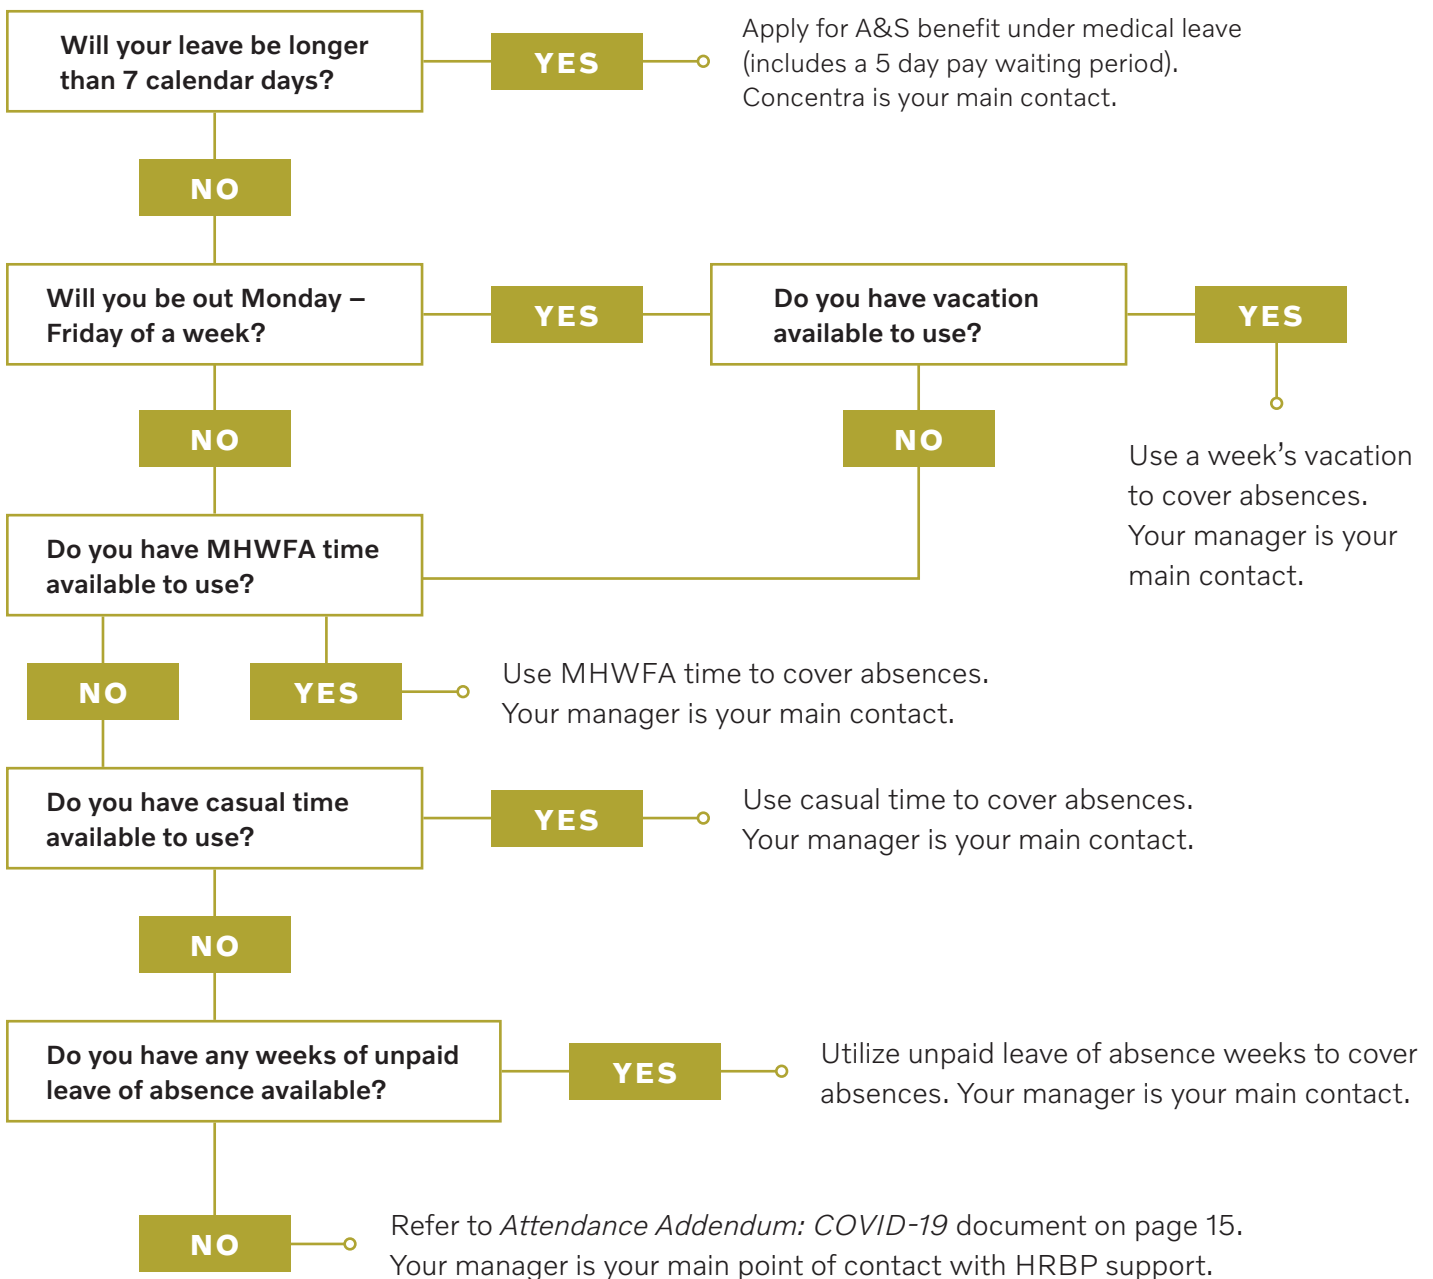 Will your leave be longer
than 7 calendar days?
YES
Apply for A&S benefit under medical leave
(includes a 5 day pay waiting period).
Concentra is your main contact.
NO
Will you be out Monday –
Friday of a week?
YES
Do you have vacation
available to use?
YES
Use a week's vacation
to cover absences.
Your manager is your
main contact.
NO
NO
Do you have MHWFA time
available to use?
NO
YES
Use MHWFA time to cover absences.
Your manager is your main contact.
Do you have casual time
available to use?
YES
Use casual time to cover absences.
Your manager is your main contact.
NO
Do you have any weeks of unpaid
leave of absence available?
YES
Utilize unpaid leave of absence weeks to cover
absences. Your manager is your main contact.
NO
Refer to Attendance Addendum: COVID-19 document on page 15.
Your manager is your main point of contact with HRBP support.